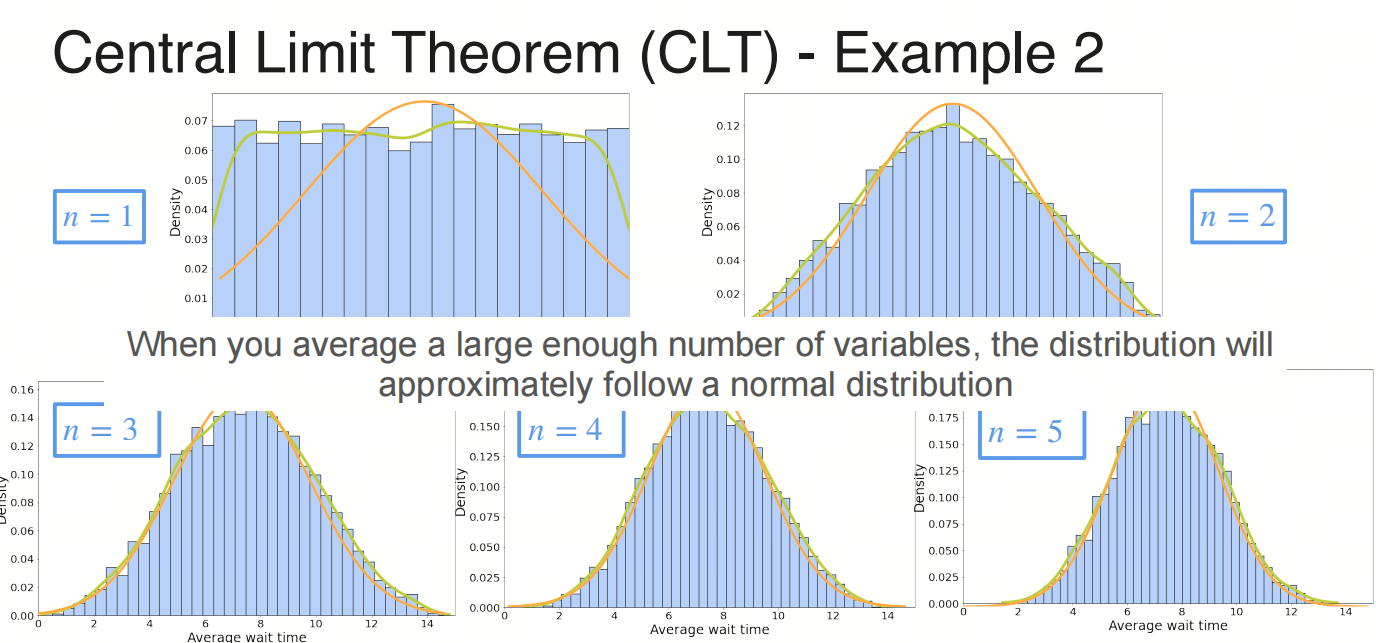 Central Limit Theorem (CLT) - Example 2
n = 1
Density
0.07
0.06
0.05
0.04
0.03
0.02
0.01
Density
0.12
0.10
0.08
0.06
0.04
0.02
n = 2
When you average a large enough number of variables, the distribution will
approximately follow a normal distribution
n = 3
Density
0.16
0.14
0.12
0.10
0.08
0.06
0.04
0.02
0.00
0 2 4 6 8 10 12 14
Average wait time
n = 4
Density
0.150
0.125
0.100
0.075
0.050
0.025
0.000
0 2 4 6 8 10 12 14
Average wait time
n = 5
Density
0.175
0.150
0.125
0.100
0.075
0.050
0.025
0.000
0 2 4 6 8 10 12 14
Average wait time